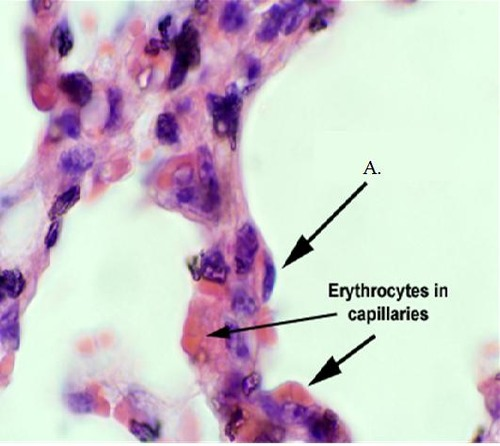 A.
Erythrocytes in
capillaries